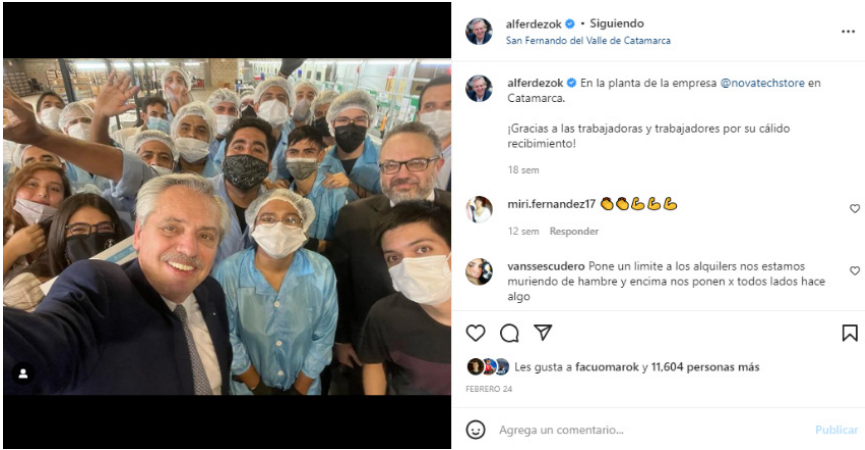 alferdezok • Siguiendo
San Fernando del Valle de Catamarca
alferdezok En la planta de la empresa @novatechstore en
Catamarca.
¡Gracias a las trabajadoras y trabajadores por su cálido
recibimiento!
18 sem
miri.fernandez17 👏👏💪💪💪
12 sem Responder
vanssescudero Pone un limite a los alquilers nos estamos
muriendo de hambre y encima nos ponen x todos lados hace
algo
Les gusta a facuomarok y 11,604 personas más
FEBRERO 24
Agrega un comentario...
Publicar